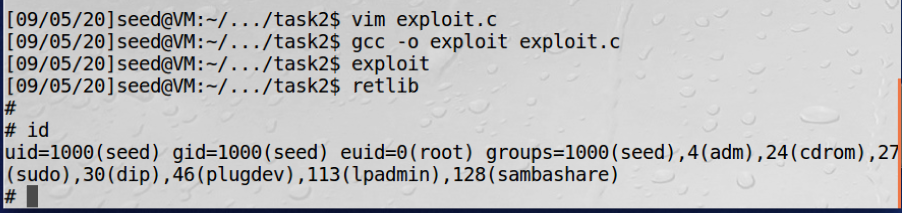 [09/05/20]seed@VM:~/.../task2$ vim exploit.c
[09/05/20]seed@VM:~/.../task2$ gcc -o exploit exploit.c
[09/05/20]seed@VM:~/.../task2$ exploit
[09/05/20]seed@VM:~/.../task2$ retlib
#
# id
uid=1000(seed) gid=1000(seed) euid=0(root) groups=1000(seed),4(adm),24(cdrom),27
(sudo),30(dip),46(plugdev),113(lpadmin),128(sambashare)
#